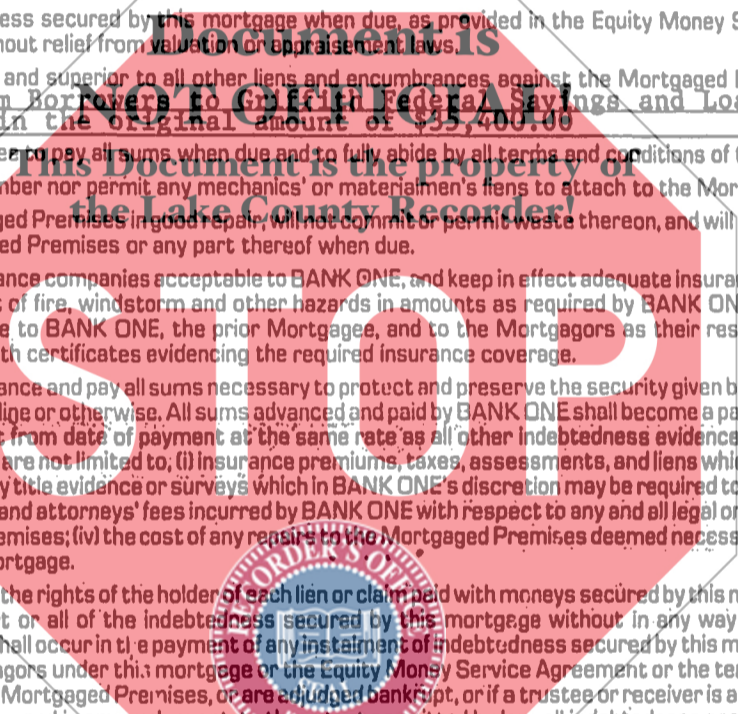 ess secured by this mortgage when due, as provided in the Equity Money S
nout relief from valuation or appraisement laws.
Document is
and superior to all other liens and encumbrances against the Mortgaged
m Borrowers to Griffith Federal Savings and Loa
NOT OFFICIAL!
in the original amount of $35,400.00
to pay all sums when due and to fully abide by all terms and conditions of
This Document is the property of
nber nor permit any mechanics' or materialmen's liens to attach to the Mor
the Lake County Recorder!
ged Premises in good repair, will not commit or permit waste thereon, and will
ed Premises or any part thereof when due.
ance companies acceptable to BANK ONE, and keep in effect adequate insura
of fire, windstorm and other hazards in amounts as required by BANK ON
e to BANK ONE, the prior Mortgagee, and to the Mortgagors as their res
th certificates evidencing the required insurance coverage.
STOP
ance and pay all sums necessary to protect and preserve the security given b
or otherwise. All sums advanced and paid by BANK ONE shall become a pa
from date of payment at the same rate as all other indebtedness evidence
are not limited to, (i) insurance premiums, taxes, assessments, and liens whic
y title evidence or surveys which in BANK ONE's discretion may be required to
and attorneys' fees incurred by BANK ONE with respect to any and all legal or
emises; (iv) the cost of any repairs to the Mortgaged Premises deemed necess
ortgage.
RECORDER'S OFFICE
the rights of the holder of each lien or claim paid with moneys secured by this m
t or all of the indebtedness secured by this mortgage without in any way
hall occur in the payment of any instalment of indebtedness secured by this m
gors under this mortgage or the Equity Money Service Agreement or the ter
Mortgaged Premises, or are adjudged bankrupt, or if a trustee or receiver is a